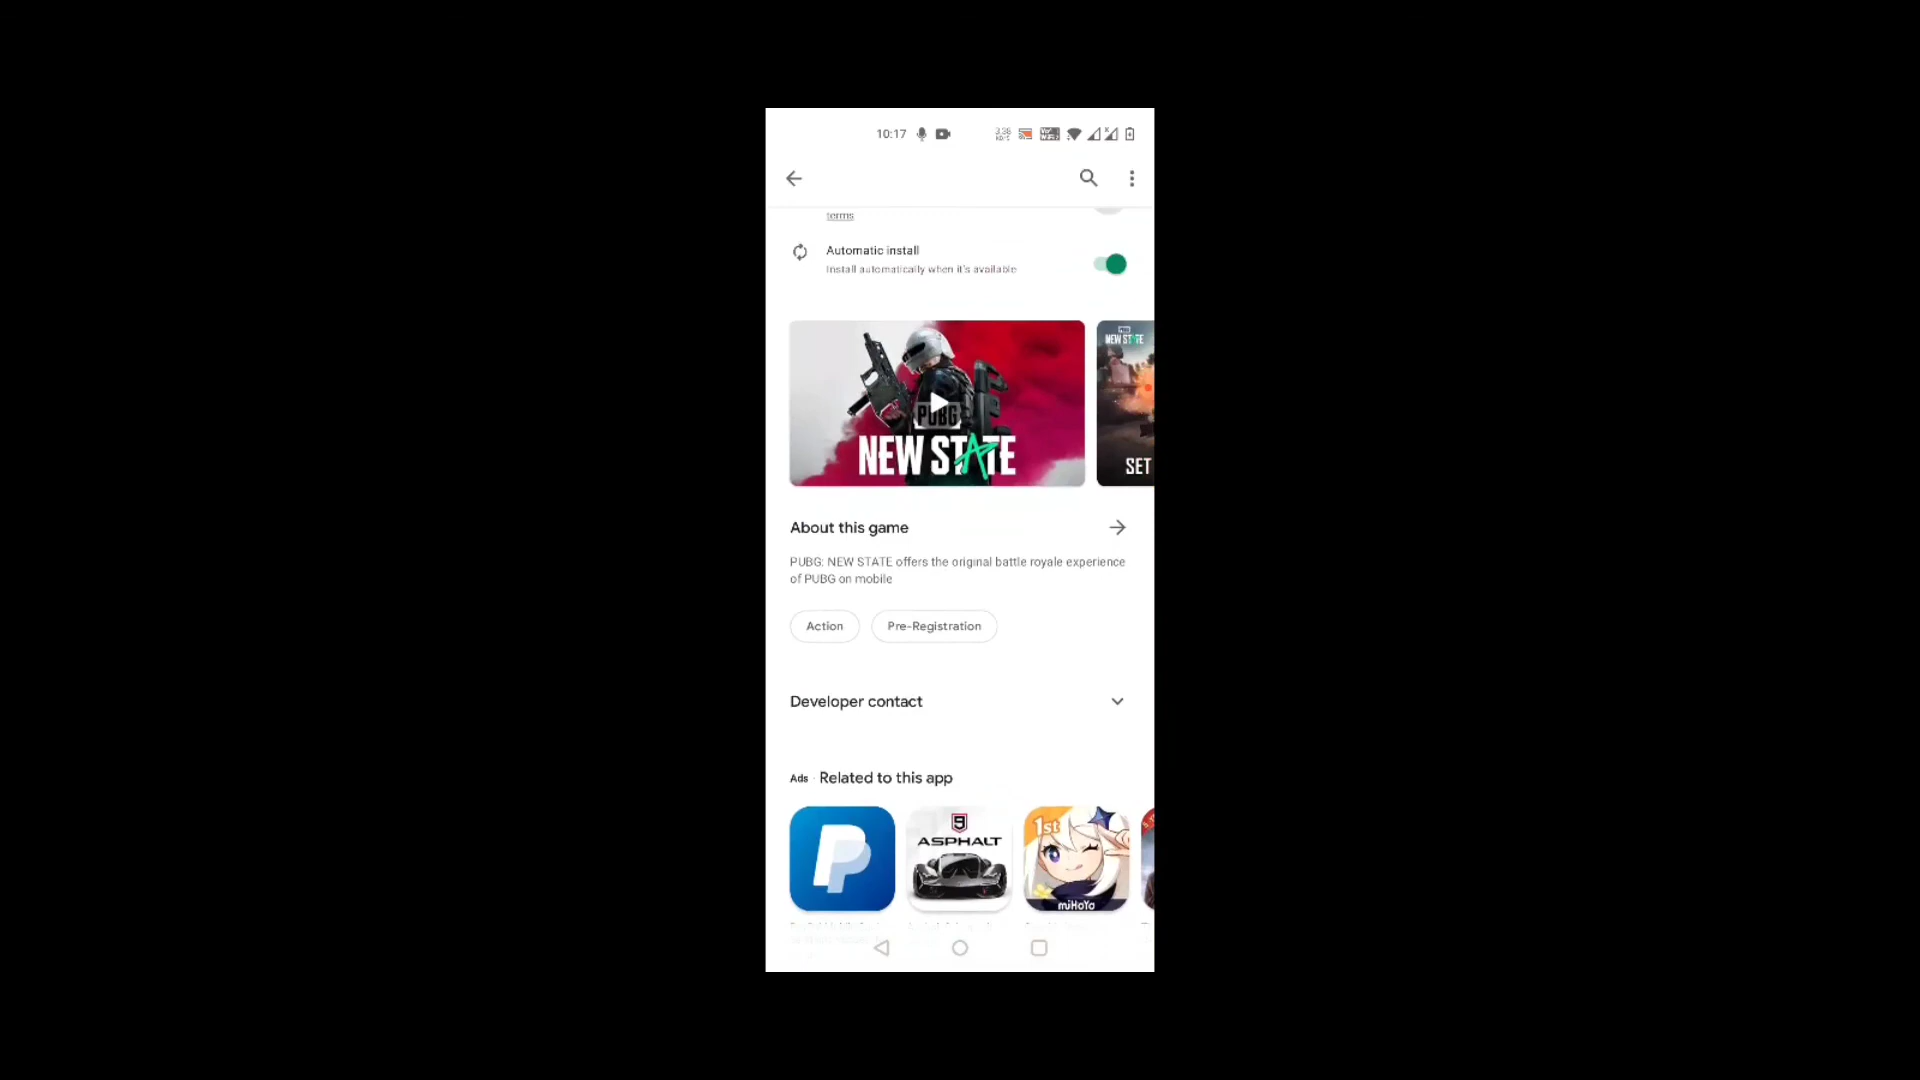 10:17
terms
Automatic install
Install automatically when it's available
PUBG
NEW STATE
NEW STATE
SET
About this game
PUBG: NEW STATE offers the original battle royale experience
of PUBG on mobile
Action
Pre-Registration
Developer contact
Ads · Related to this app
9
ASPHALT
1st
miHoYo